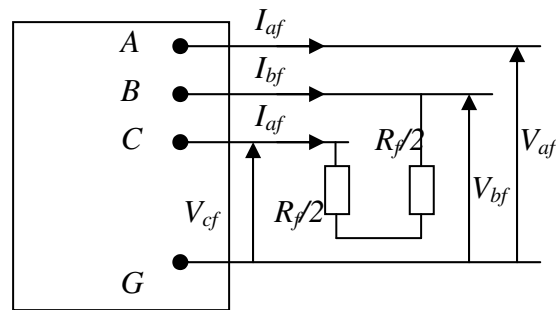 A
I_af
B
I_bf
C
I_af
R_f/2
V_af
V_bf
V_cf
R_f/2
G